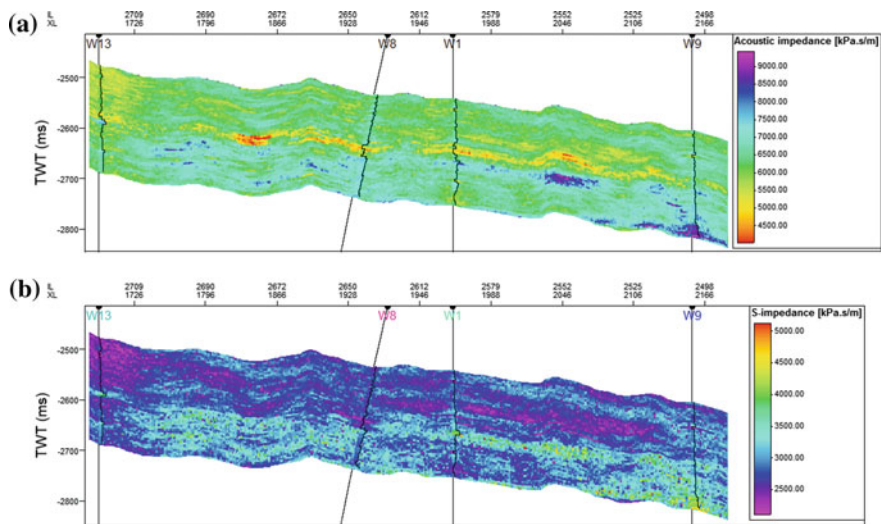 (a)
IL 2709 2690 2672 2650 2612 2567 2552 2525 2498
XL 1726 1796 1866 1928 1946 1988 2046 2106 2166
W13 W8 W1 W9
Acoustic impedance [kPa.s/m]
9000.00
8500.00
8000.00
7500.00
7000.00
6500.00
6000.00
5500.00
5000.00
4500.00
TWT (ms)
-2500
-2600
-2700
-2800
(b)
IL 2709 2690 2672 2650 2612 2567 2552 2525 2498
XL 1726 1796 1866 1928 1946 1988 2046 2106 2166
W13 W8 W1 W9
S-impedance [kPa.s/m]
5000.00
4500.00
4000.00
3500.00
3000.00
2500.00
TWT (ms)
-2500
-2600
-2700
-2800